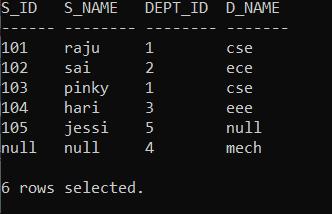 S_ID   S_NAME   DEPT_ID  D_NAME
------ -------- -------- -------
101    raju     1        cse
102    sai      2        ece
103    pinky    1        cse
104    hari     3        eee
105    jessi    5        null
null   null     4        mech
6 rows selected.